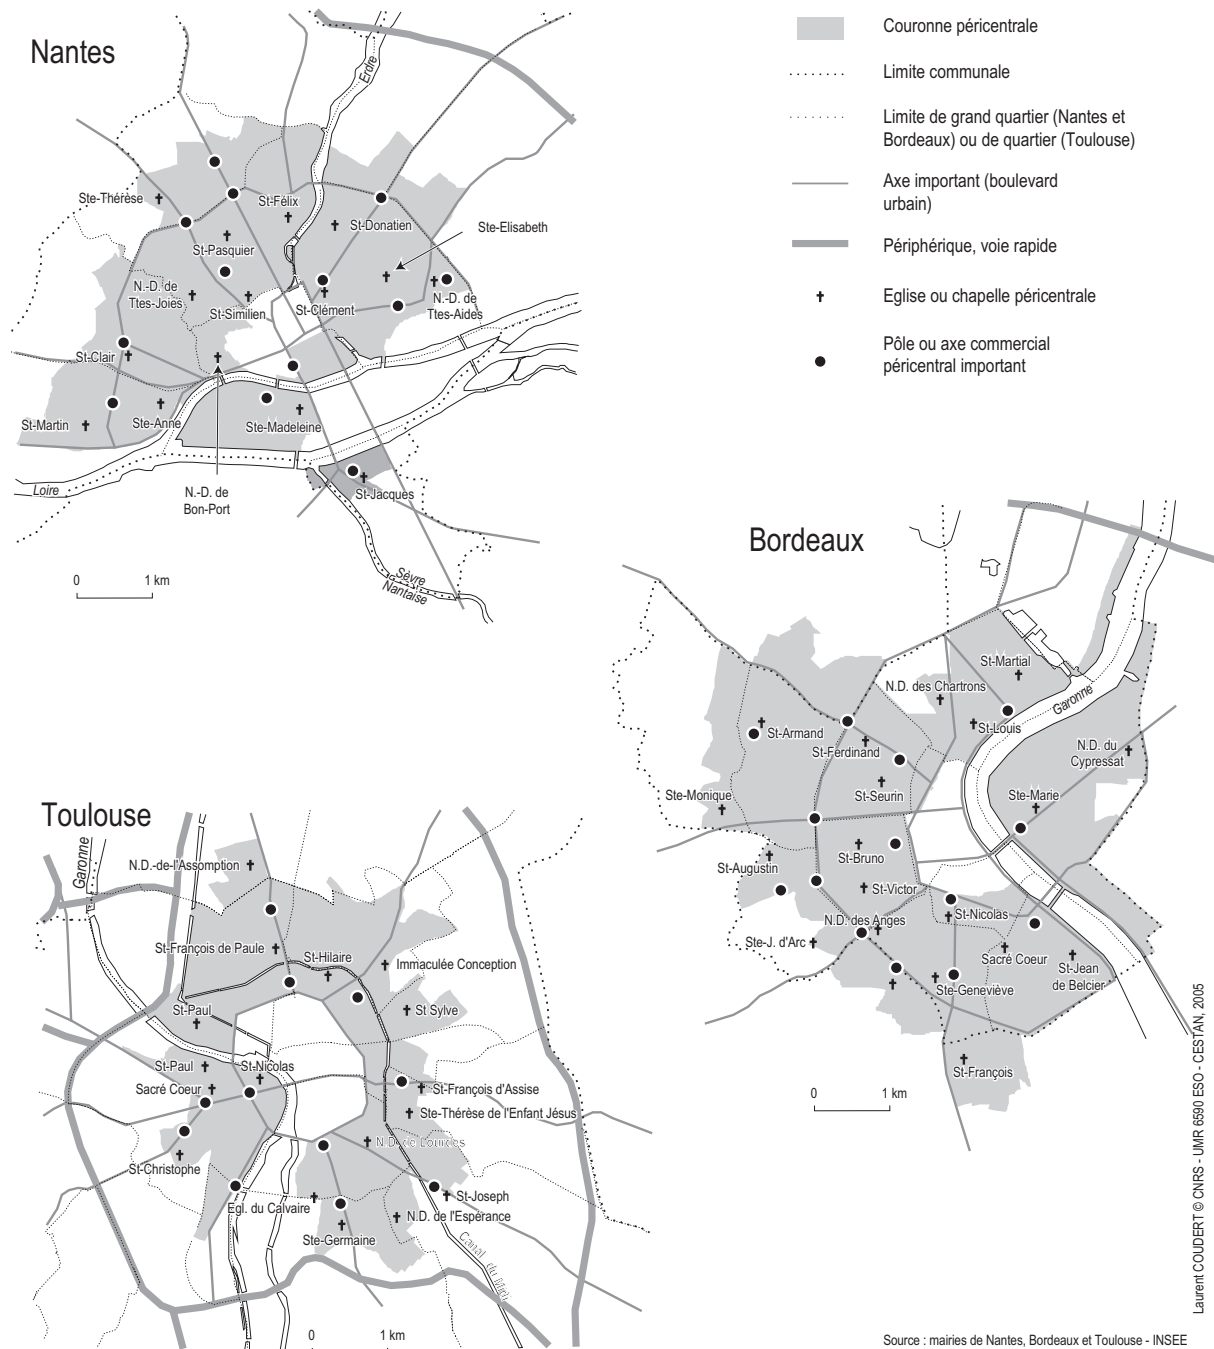 Nantes
Erdre
Ste-Thérèse
St-Félix
St-Donatien
Ste-Elisabeth
St-Pasquier
N.-D. de
Ttes-Joies
St-Similien
St-Clément
N.-D. de
Ttes-Aides
St-Clair
St-Martin
Ste-Anne
Ste-Madeleine
Loire
N.-D. de
Bon-Port
St-Jacques
Sèvre
Nantaise
0 1 km
Couronne péricentrale
Limite communale
Limite de grand quartier (Nantes et
Bordeaux) ou de quartier (Toulouse)
Axe important (boulevard
urbain)
Périphérique, voie rapide
Eglise ou chapelle péricentrale
Pôle ou axe commercial
péricentral important
Bordeaux
St-Martial
N.D. des Chartrons
Garonne
St-Louis
St-Armand
St-Ferdinand
N.D. du
Cypressat
St-Seurin
Ste-Monique
Ste-Marie
St-Bruno
St-Augustin
St-Victor
N.D. des Anges
St-Nicolas
Ste-J. d'Arc
Sacré Coeur
St-Jean
de Belcier
Ste-Geneviève
St-François
0 1 km
Toulouse
Garonne
N.D.-de-l'Assomption
St-François de Paule
St-Hilaire
Immaculée Conception
St-Paul
St Sylve
St-Paul
St-Nicolas
Sacré Coeur
St-François d'Assise
Ste-Thérèse de l'Enfant Jésus
N.D. de Lourdes
St-Christophe
St-Joseph
Egl. du Calvaire
N.D. de l'Espérance
Ste-Germaine
Canal du Midi
0 1 km
Laurent COUDERT © CNRS - UMR 6590 ESO - CESTAN, 2005
Source : mairies de Nantes, Bordeaux et Toulouse - INSEE